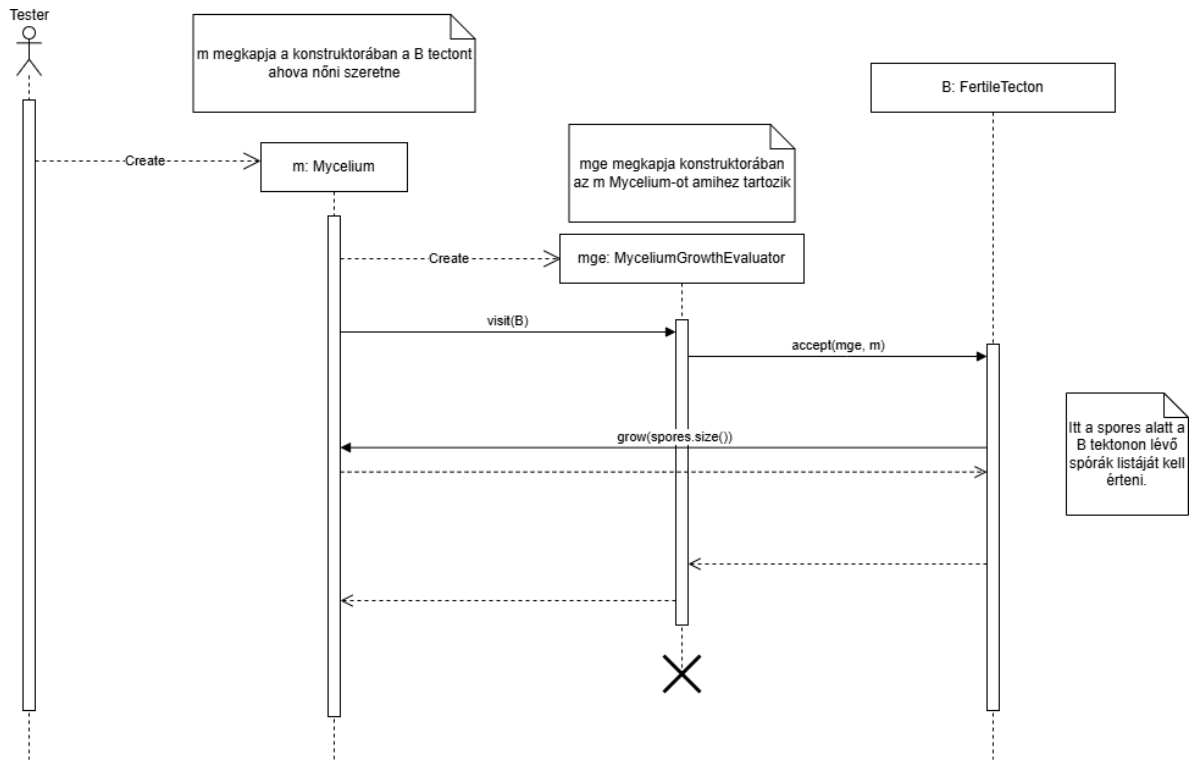 Tester
m megkapja a konstruktorában a B tectont
ahova nőni szeretne
B: FertileTecton
mge megkapja konstruktorában
az m Mycelium-ot amihez tartozik
Create
m: Mycelium
Create
mge: MyceliumGrowthEvaluator
visit(B)
accept(mge, m)
grow(spores.size())
Itt a spores alatt a
B tektonon lévő
spórák listáját kell
érteni.